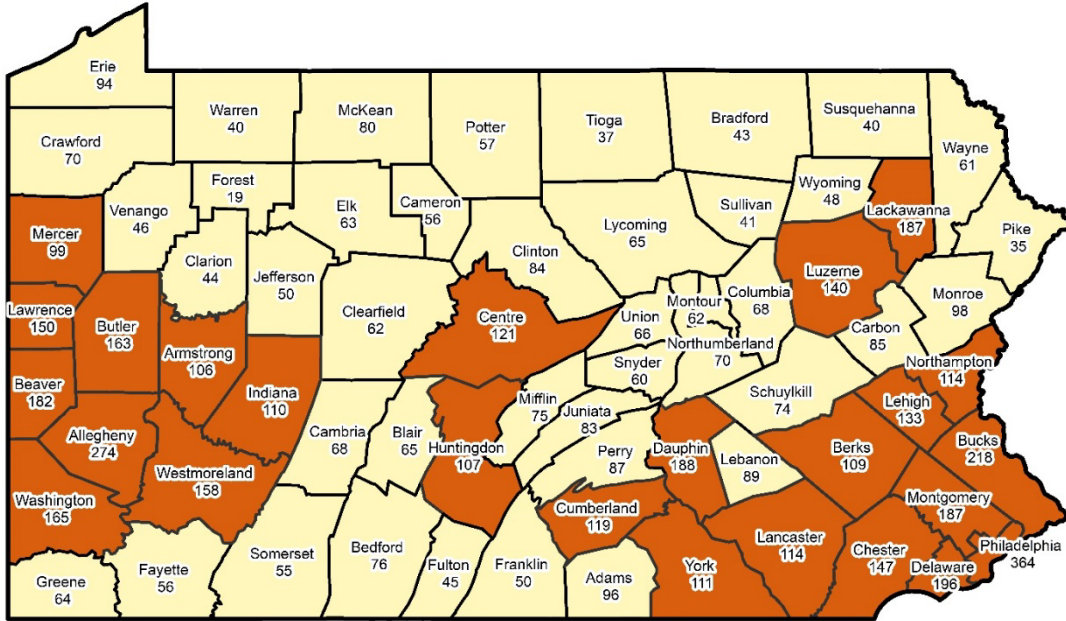 Erie
94
Warren
40
McKean
80
Potter
57
Tioga
37
Bradford
43
Susquehanna
40
Wayne
61
Crawford
70
Forest
19
Elk
63
Cameron
56
Lycoming
65
Sullivan
41
Wyoming
48
Lackawanna
187
Pike
35
Mercer
99
Venango
46
Clarion
44
Jefferson
50
Clearfield
62
Clinton
84
Centre
121
Union
66
Montour
62
Columbia
68
Luzerne
140
Monroe
98
Carbon
85
Lawrence
150
Butler
163
Armstrong
106
Indiana
110
Snyder
60
Northumberland
70
Northampton
114
Beaver
182
Allegheny
274
Westmoreland
158
Cambria
68
Blair
65
Huntingdon
107
Mifflin
75
Juniata
83
Perry
87
Dauphin
188
Lebanon
89
Schuylkill
74
Lehigh
133
Berks
109
Bucks
218
Washington
165
Cumberland
119
Montgomery
187
Greene
64
Fayette
56
Somerset
55
Bedford
76
Fulton
45
Franklin
50
Adams
96
York
111
Lancaster
114
Chester
147
Delaware
196
Philadelphia
364